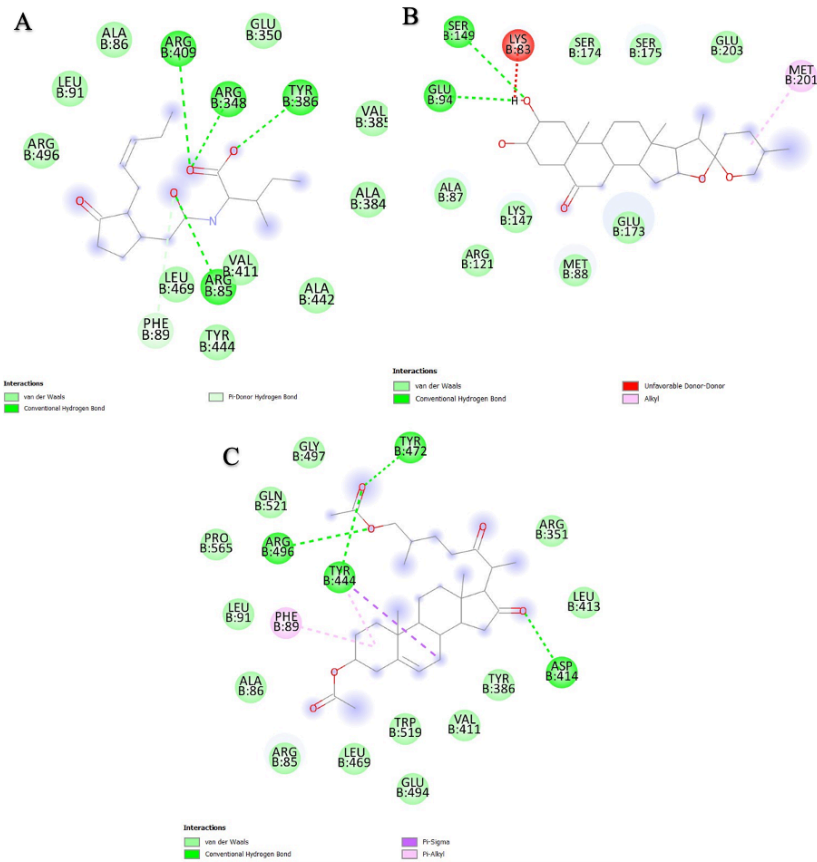 A
ALA
B:86
ARG
B:409
GLU
B:350
LEU
B:91
ARG
B:348
TYR
B:386
VAL
B:385
ARG
B:496
ALA
B:384
O
O
O
O
N
VAL
B:411
LEU
B:469
ARG
B:85
ALA
B:442
PHE
B:89
TYR
B:444
Interactions
van der Waals
Conventional Hydrogen Bond
Pi-Donor Hydrogen Bond
B
SER
B:149
LYS
B:83
SER
B:174
SER
B:175
GLU
B:203
MET
B:201
GLU
B:94
H
O
O
O
O
O
ALA
B:87
LYS
B:147
GLU
B:173
ARG
B:121
MET
B:88
Interactions
van der Waals
Conventional Hydrogen Bond
Unfavorable Donor-Donor
Alkyl
C
GLY
B:497
TYR
B:472
GLN
B:521
PRO
B:565
ARG
B:496
ARG
B:351
TYR
B:444
LEU
B:91
PHE
B:89
LEU
B:413
O
O
O
O
O
O
ASP
B:414
ALA
B:86
TYR
B:386
TRP
B:519
VAL
B:411
ARG
B:85
LEU
B:469
GLU
B:494
Interactions
van der Waals
Conventional Hydrogen Bond
Pi-Sigma
Pi-Alkyl